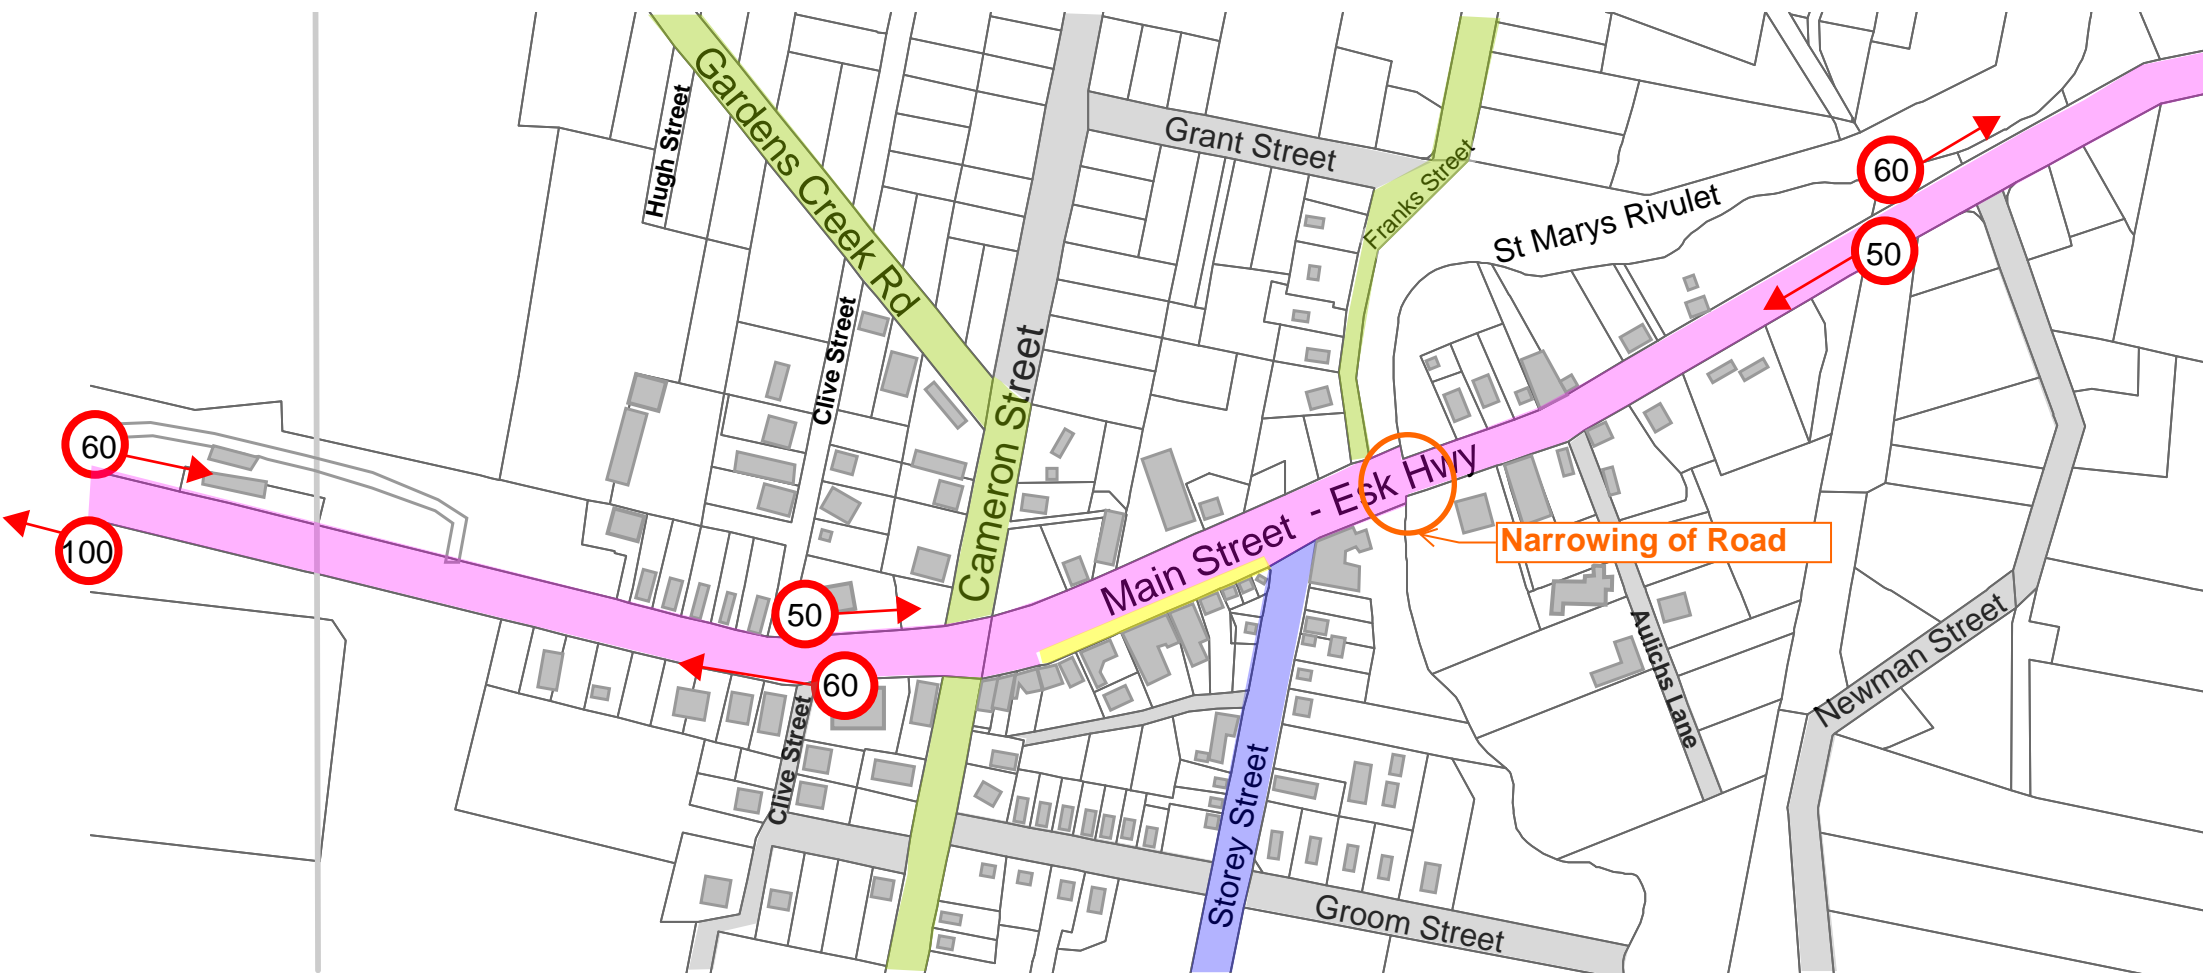 Gardens Creek Rd
Hugh Street
Grant Street
Franks Street
St Marys Rivulet
60
50
Clive Street
Cameron Street
60
100
Main Street - Esk Hwy
Narrowing of Road
50
60
Clive Street
Aulichs Lane
Newman Street
Storey Street
Groom Street